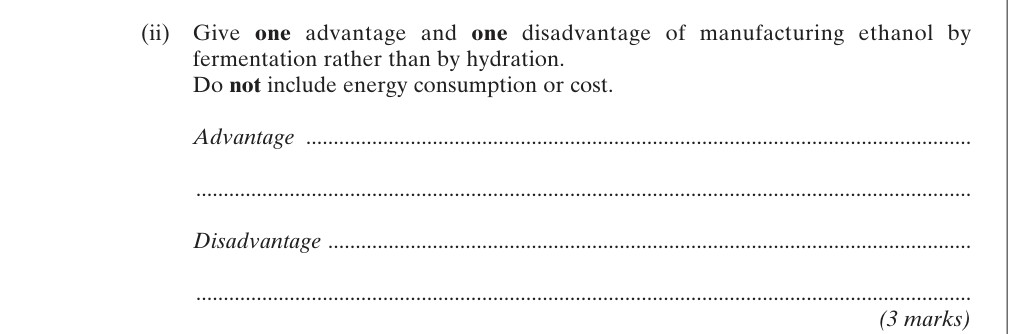 (ii) Give one advantage and one disadvantage of manufacturing ethanol by
fermentation rather than by hydration.
Do not include energy consumption or cost.
Advantage ..........................................................................................................................
..............................................................................................................................................
Disadvantage .....................................................................................................................
..............................................................................................................................................
(3 marks)